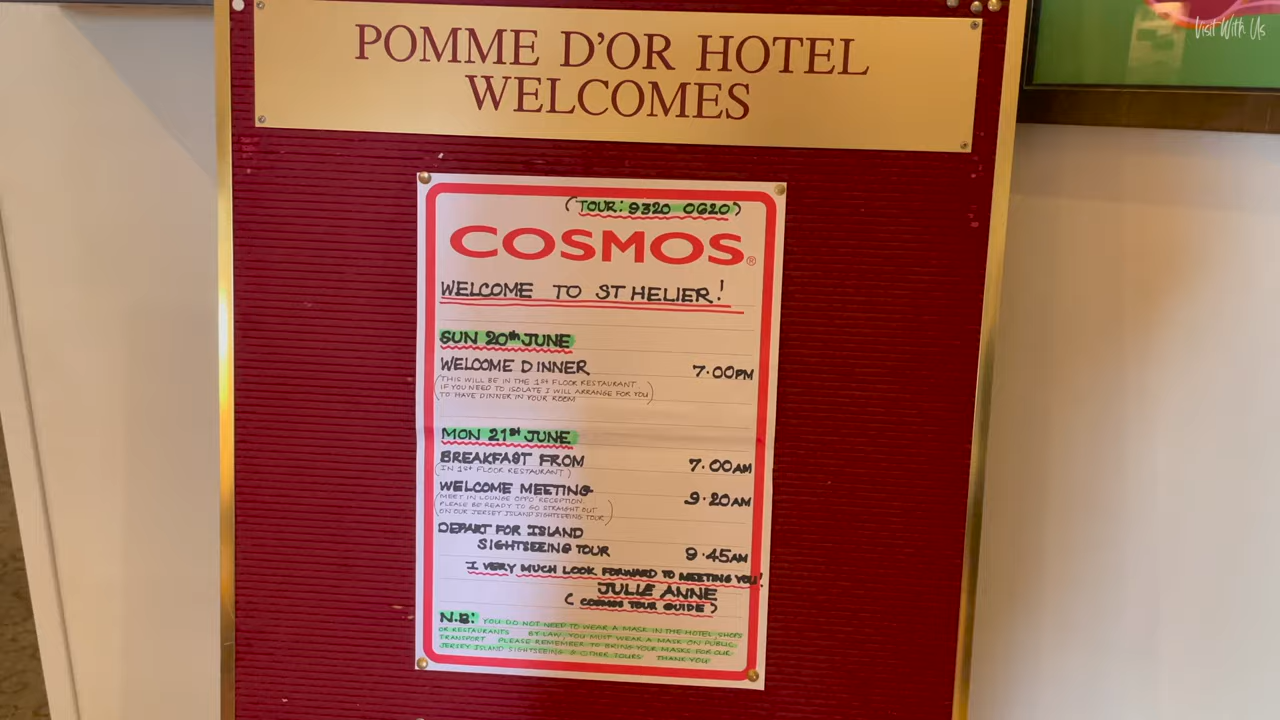 Visit With Us
POMME D'OR HOTEL
WELCOMES
(TOUR: 9320 0620)
COSMOS®
WELCOME TO ST HELIER!
SUN 20th JUNE
WELCOME DINNER 7.00PM
(THIS WILL BE IN THE 1ST FLOOR RESTAURANT
IF YOU NEED TO ISOLATE I WILL ARRANGE FOR YOU
TO HAVE DINNER IN YOUR ROOM)
MON 21st JUNE
BREAKFAST FROM 7.00AM
(IN 1ST FLOOR RESTAURANT)
WELCOME MEETING 9.20AM
(MEET IN LOUNGE OPPO' RECEPTION.
PLEASE BE READY TO GO STRAIGHT OUT
ON OUR JERSEY ISLAND SIGHTSEEING TOUR)
DEPART FOR ISLAND
SIGHTSEEING TOUR 9.45AM
I VERY MUCH LOOK FORWARD TO MEETING YOU!
JULIE ANNE
(COSMOS TOUR GUIDE)
N.B: YOU DO NOT NEED TO WEAR A MASK IN THE HOTEL, SHOPS
OR RESTAURANTS BY LAW, YOU MUST WEAR A MASK ON PUBLIC
TRANSPORT PLEASE REMEMBER TO BRING YOUR MASKS FOR OUR
JERSEY ISLAND SIGHTSEEING & OTHER TOURS THANK YOU